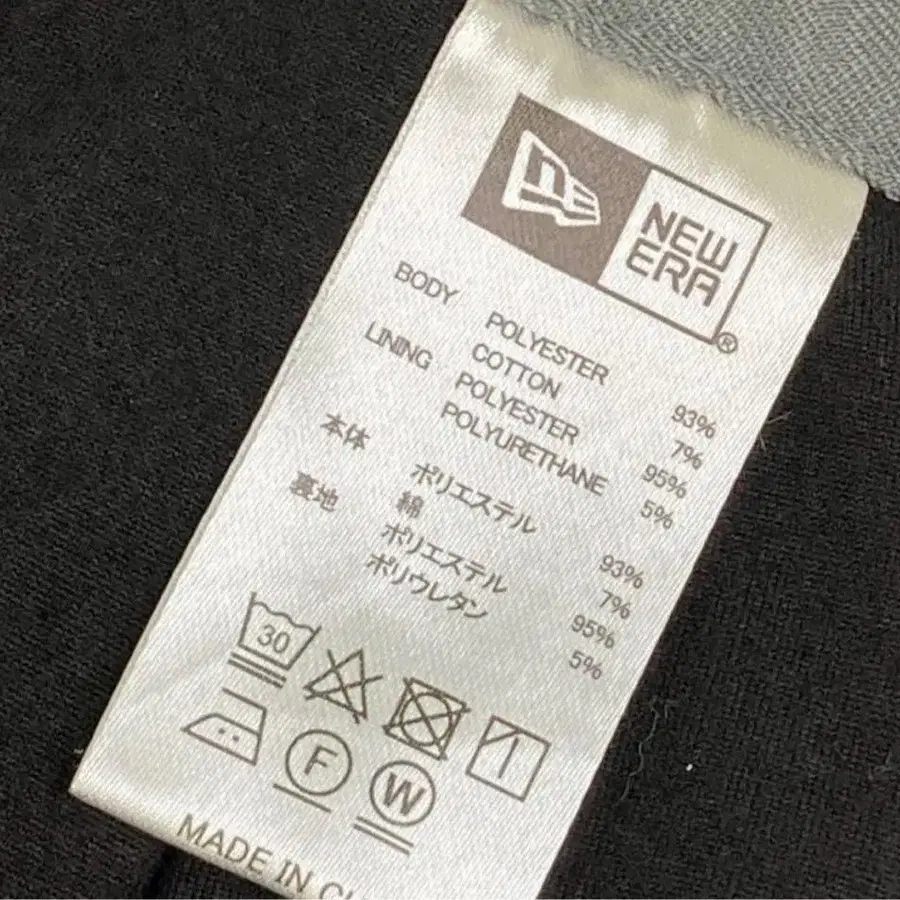 NE
NEW
ERA®
BODY POLYESTER 93%
COTTON 7%
LINING POLYESTER 95%
POLYURETHANE 5%
本体 ポリエステル 93%
綿 7%
裏地 ポリエステル 95%
ポリウレタン 5%
30
F
W
MADE IN